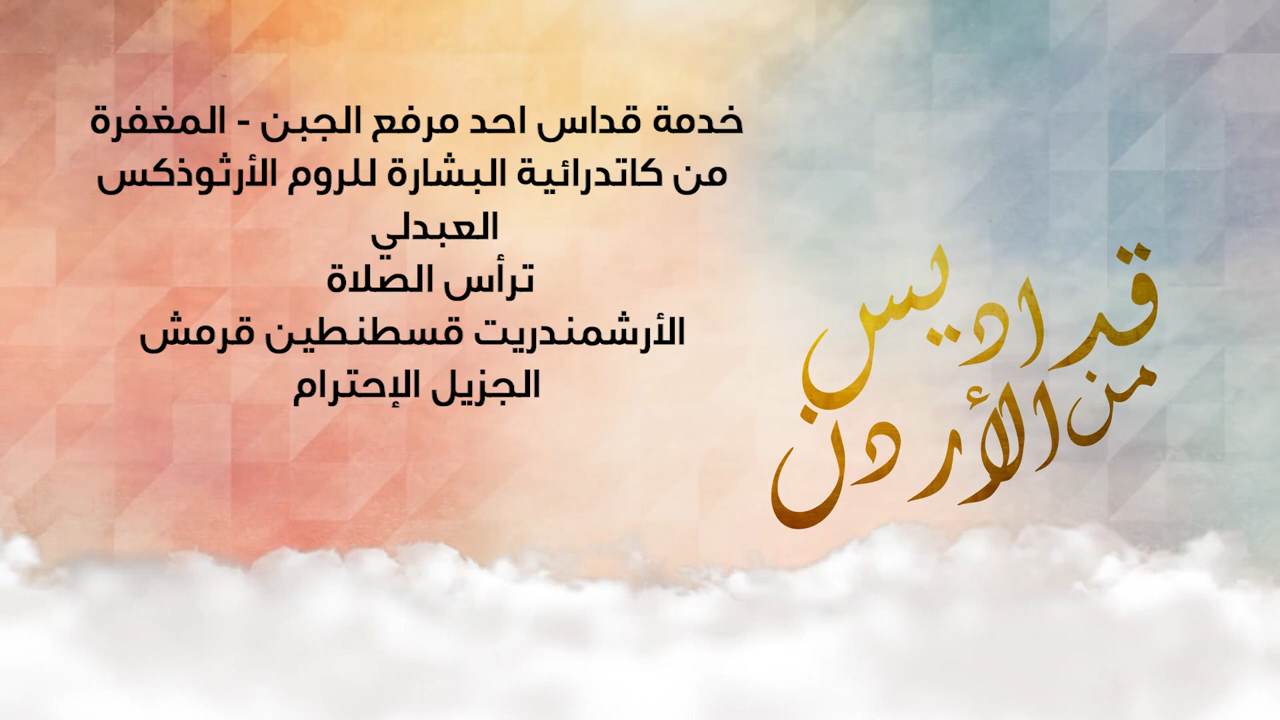 خدمة قداس احد مرفع الجبن - المغفرة
من كاتدرائية البشارة للروم الأرثوذكس
العبدلي
ترأس الصلاة
الأرشمندريت قسطنطين قرمش
الجزيل الإحترام
قداديس
من الأردن